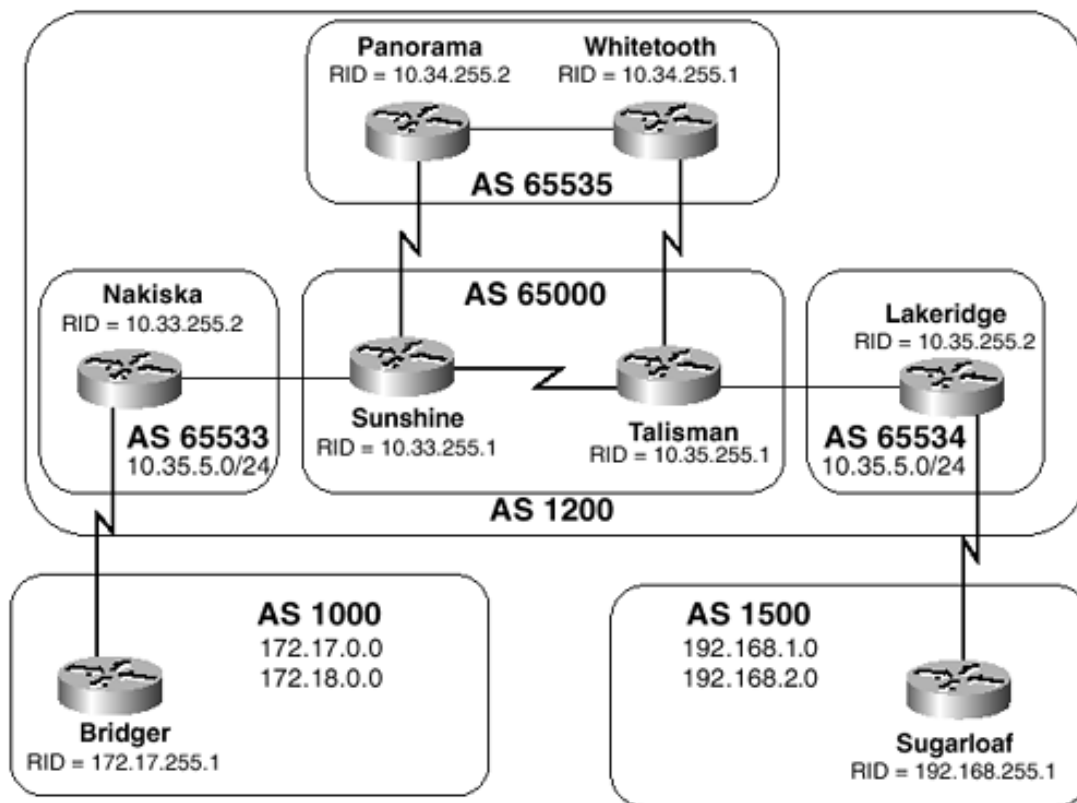 Panorama
RID = 10.34.255.2
Whitetooth
RID = 10.34.255.1
AS 65535
Nakiska
RID = 10.33.255.2
AS 65533
10.35.5.0/24
AS 65000
Sunshine
RID = 10.33.255.1
Talisman
RID = 10.35.255.1
Lakeridge
RID = 10.35.255.2
AS 65534
10.35.5.0/24
AS 1200
AS 1000
172.17.0.0
172.18.0.0
Bridger
RID = 172.17.255.1
AS 1500
192.168.1.0
192.168.2.0
Sugarloaf
RID = 192.168.255.1